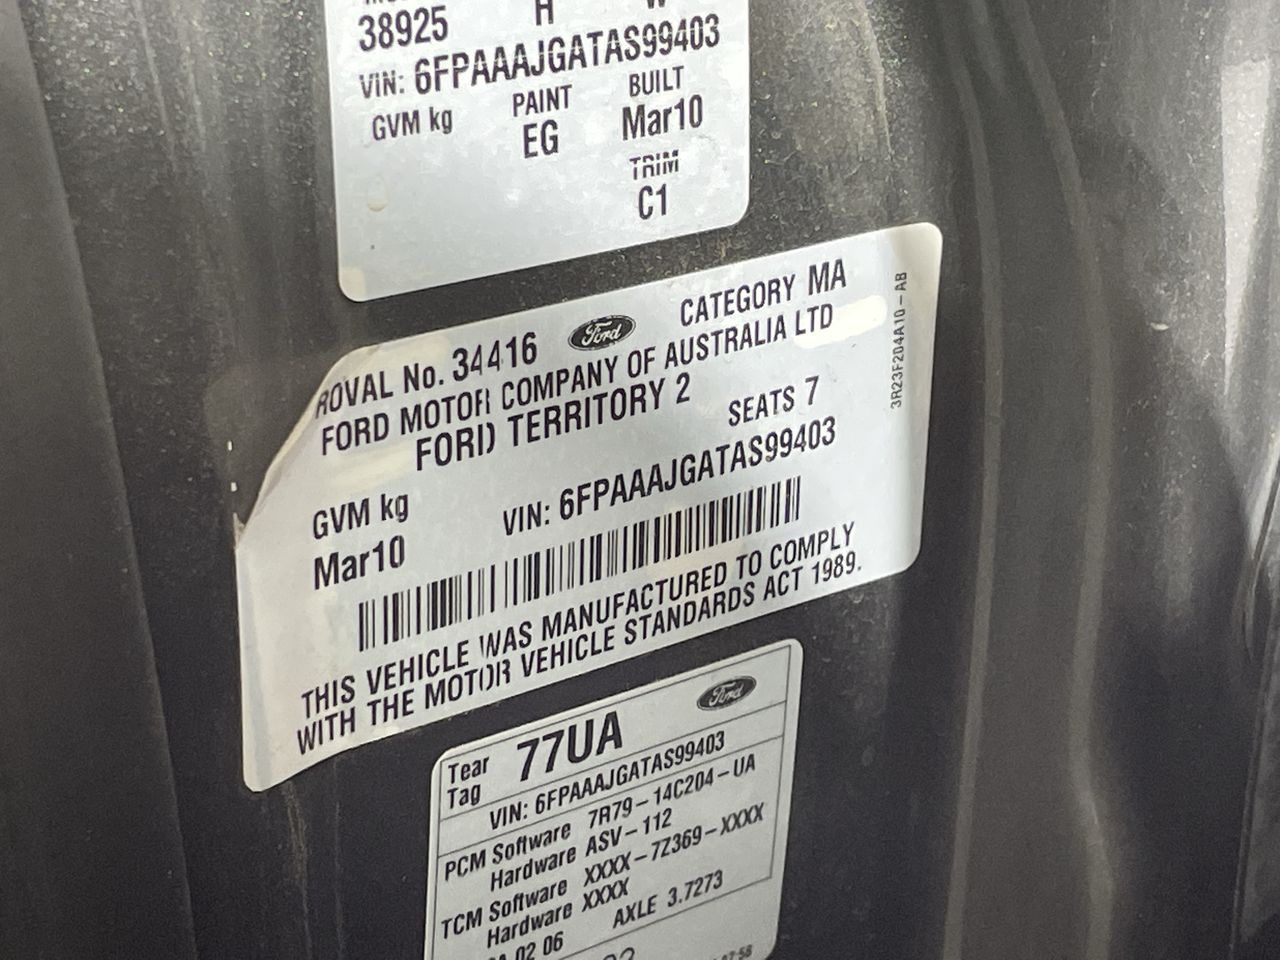 38925 H
VIN: 6FPAAAJGATAS99403
GVM kg PAINT BUILT
EG Mar10
TRIM
C1
ROVAL No. 34416 Ford CATEGORY MA
FORD MOTOR COMPANY OF AUSTRALIA LTD
FORD TERRITORY 2
SEATS 7
GVM kg VIN: 6FPAAAJGATAS99403
Mar10
THIS VEHICLE WAS MANUFACTURED TO COMPLY
WITH THE MOTOR VEHICLE STANDARDS ACT 1989.
3R23F204A10-AB
Ford
Tear Tag 77UA
VIN: 6FPAAAJGATAS99403
PCM Software 7R79-14C204-UA
Hardware ASV-112
TCM Software XXXX-7Z369-XXXX
Hardware XXXX
02 06 AXLE 3.7273